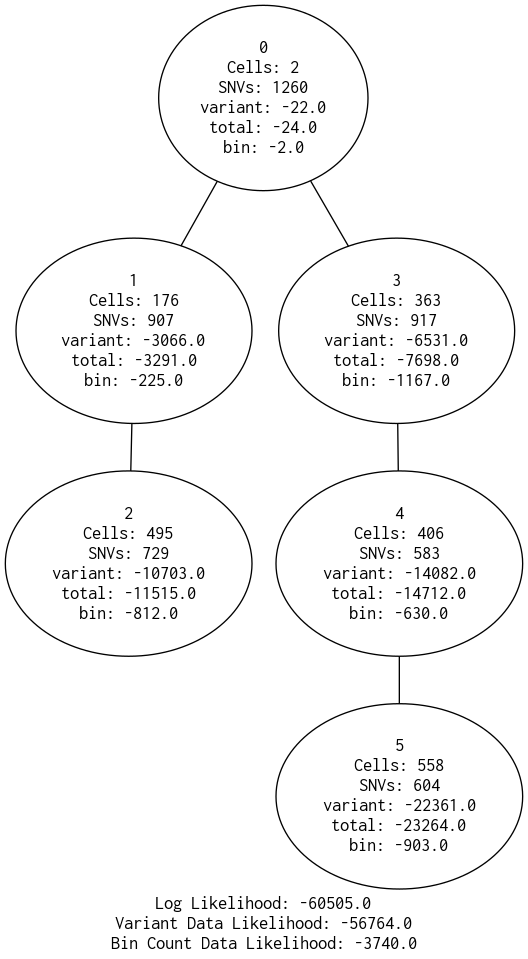 0
Cells: 2
SNVs: 1260
variant: -22.0
total: -24.0
bin: -2.0
1
Cells: 176
SNVs: 907
variant: -3066.0
total: -3291.0
bin: -225.0
3
Cells: 363
SNVs: 917
variant: -6531.0
total: -7698.0
bin: -1167.0
2
Cells: 495
SNVs: 729
variant: -10703.0
total: -11515.0
bin: -812.0
4
Cells: 406
SNVs: 583
variant: -14082.0
total: -14712.0
bin: -630.0
5
Cells: 558
SNVs: 604
variant: -22361.0
total: -23264.0
bin: -903.0
Log Likelihood: -60505.0
Variant Data Likelihood: -56764.0
Bin Count Data Likelihood: -3740.0